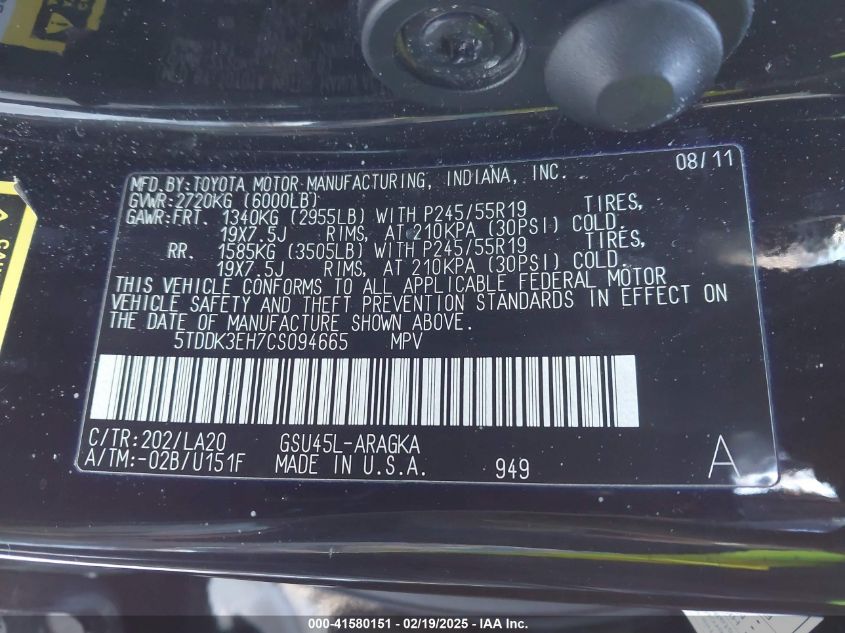 08/11
MFD.BY:TOYOTA MOTOR MANUFACTURING, INDIANA, INC.
GVWR:2720KG (6000LB)
GAWR:FRT. 1340KG (2955LB) WITH P245/55R19 TIRES,
19X7.5J RIMS, AT 210KPA (30PSI) COLD.
RR. 1585KG (3505LB) WITH P245/55R19 TIRES,
19X7.5J RIMS, AT 210KPA (30PSI) COLD.
THIS VEHICLE CONFORMS TO ALL APPLICABLE FEDERAL MOTOR
VEHICLE SAFETY AND THEFT PREVENTION STANDARDS IN EFFECT ON
THE DATE OF MANUFACTURE SHOWN ABOVE.
5TDDK3EH7CS094665 MPV
C/TR:202/LA20 GSU45L-ARAGKA
A/TM:-02B/U151F MADE IN U.S.A. 949 A
000-41580151 - 02/19/2025 - IAA Inc.